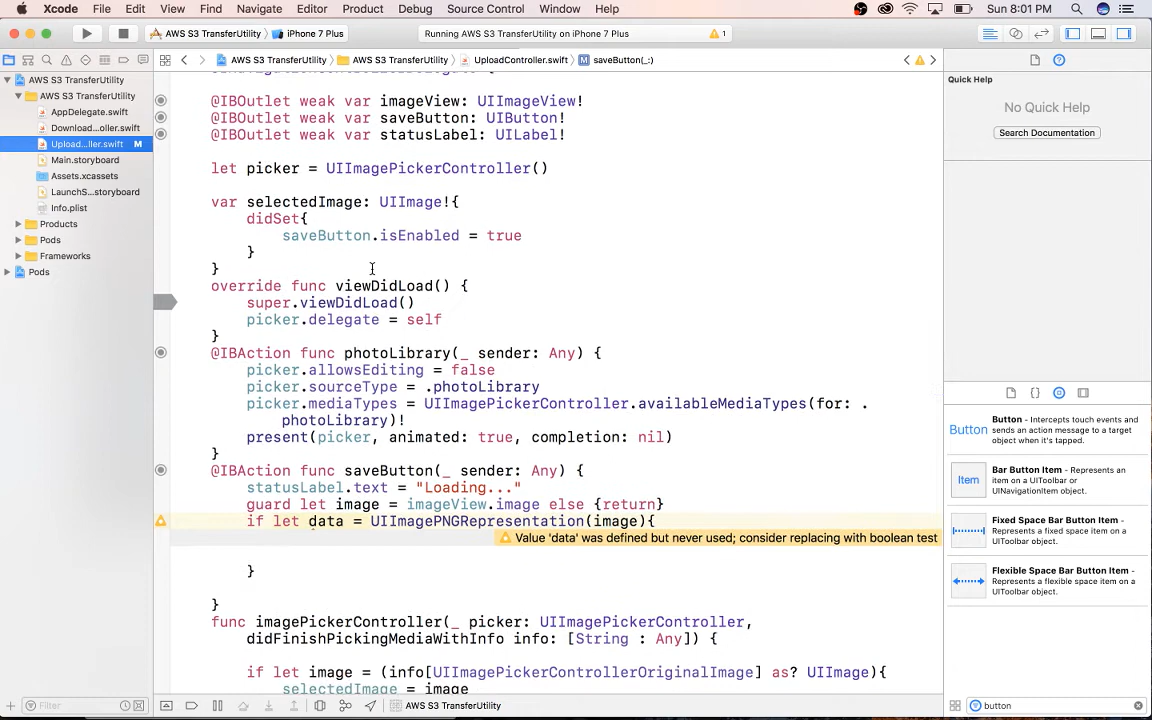 Xcode File Edit View Find Navigate Editor Product Debug Source Control Window Help Sun 8:01 PM
AWS S3 TransferUtility iPhone 7 Plus Running AWS S3 TransferUtility on iPhone 7 Plus 1
AWS S3 TransferUtility AWS S3 TransferUtility UploadController.swift M saveButton(_:)
AWS S3 TransferUtility
AWS S3 TransferUtility
AppDelegate.swift
Download...oller.swift
Upload...ller.swift M
Main.storyboard
Assets.xcassets
LaunchS...storyboard
Info.plist
Products
Pods
Frameworks
Pods
@IBOutlet weak var imageView: UIImageView!
@IBOutlet weak var saveButton: UIButton!
@IBOutlet weak var statusLabel: UILabel!
let picker = UIImagePickerController()
var selectedImage: UIImage!{
didSet{
saveButton.isEnabled = true
}
}
override func viewDidLoad() {
super.viewDidLoad()
picker.delegate = self
}
@IBAction func photoLibrary(_ sender: Any) {
picker.allowsEditing = false
picker.sourceType = .photoLibrary
picker.mediaTypes = UIImagePickerController.availableMediaTypes(for: .
photoLibrary)!
present(picker, animated: true, completion: nil)
}
@IBAction func saveButton(_ sender: Any) {
statusLabel.text = "Loading..."
guard let image = imageView.image else {return}
if let data = UIImagePNGRepresentation(image){
Value 'data' was defined but never used; consider replacing with boolean test
}
}
func imagePickerController(_ picker: UIImagePickerController,
didFinishPickingMediaWithInfo info: [String : Any]) {
if let image = (info[UIImagePickerControllerOriginalImage] as? UIImage){
selectedImage = image
Quick Help
No Quick Help
Search Documentation
Button Button - Intercepts touch events and
sends an action message to a target
object when it's tapped.
Item Bar Button Item - Represents an
item on a UIToolbar or
UINavigationItem object.
Fixed Space Bar Button Item -
Represents a fixed space item on a
UIToolbar object.
Flexible Space Bar Button Item -
Represents a flexible space item on a
UIToolbar object.
Filter AWS S3 TransferUtility button